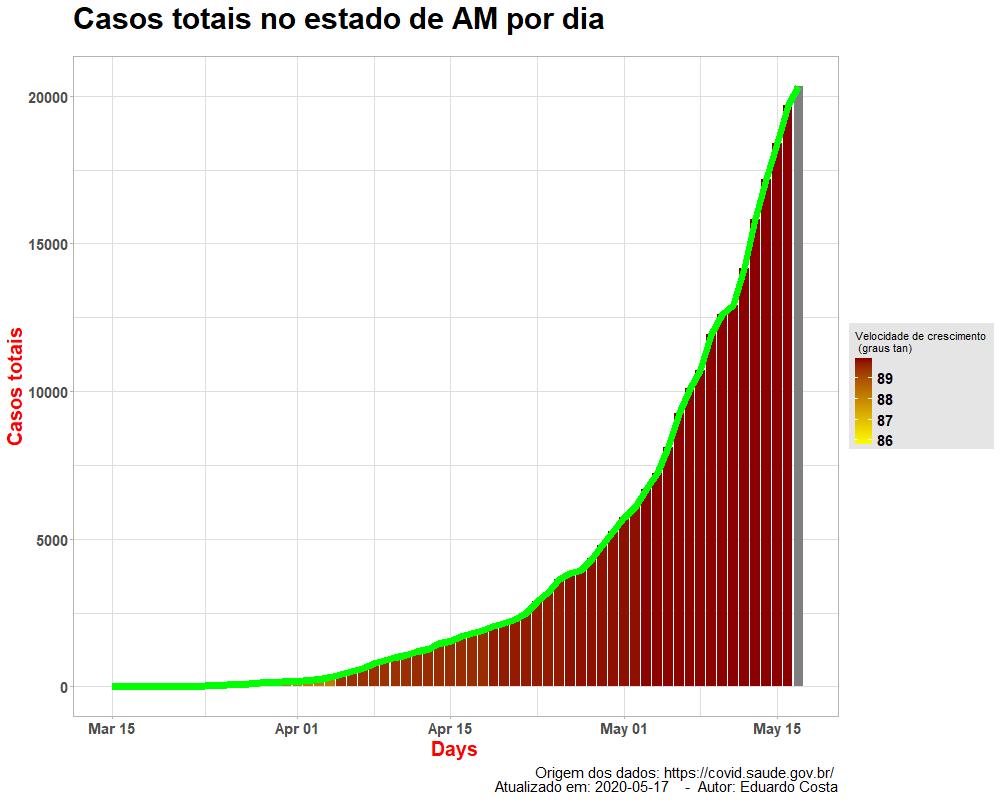 Casos totais no estado de AM por dia
20000
15000
10000
5000
0
Casos totais
Mar 15 Apr 01 Apr 15 May 01 May 15
Days
Velocidade de crescimento
(graus tan)
89
88
87
86
Origem dos dados: https://covid.saude.gov.br/
Atualizado em: 2020-05-17 - Autor: Eduardo Costa